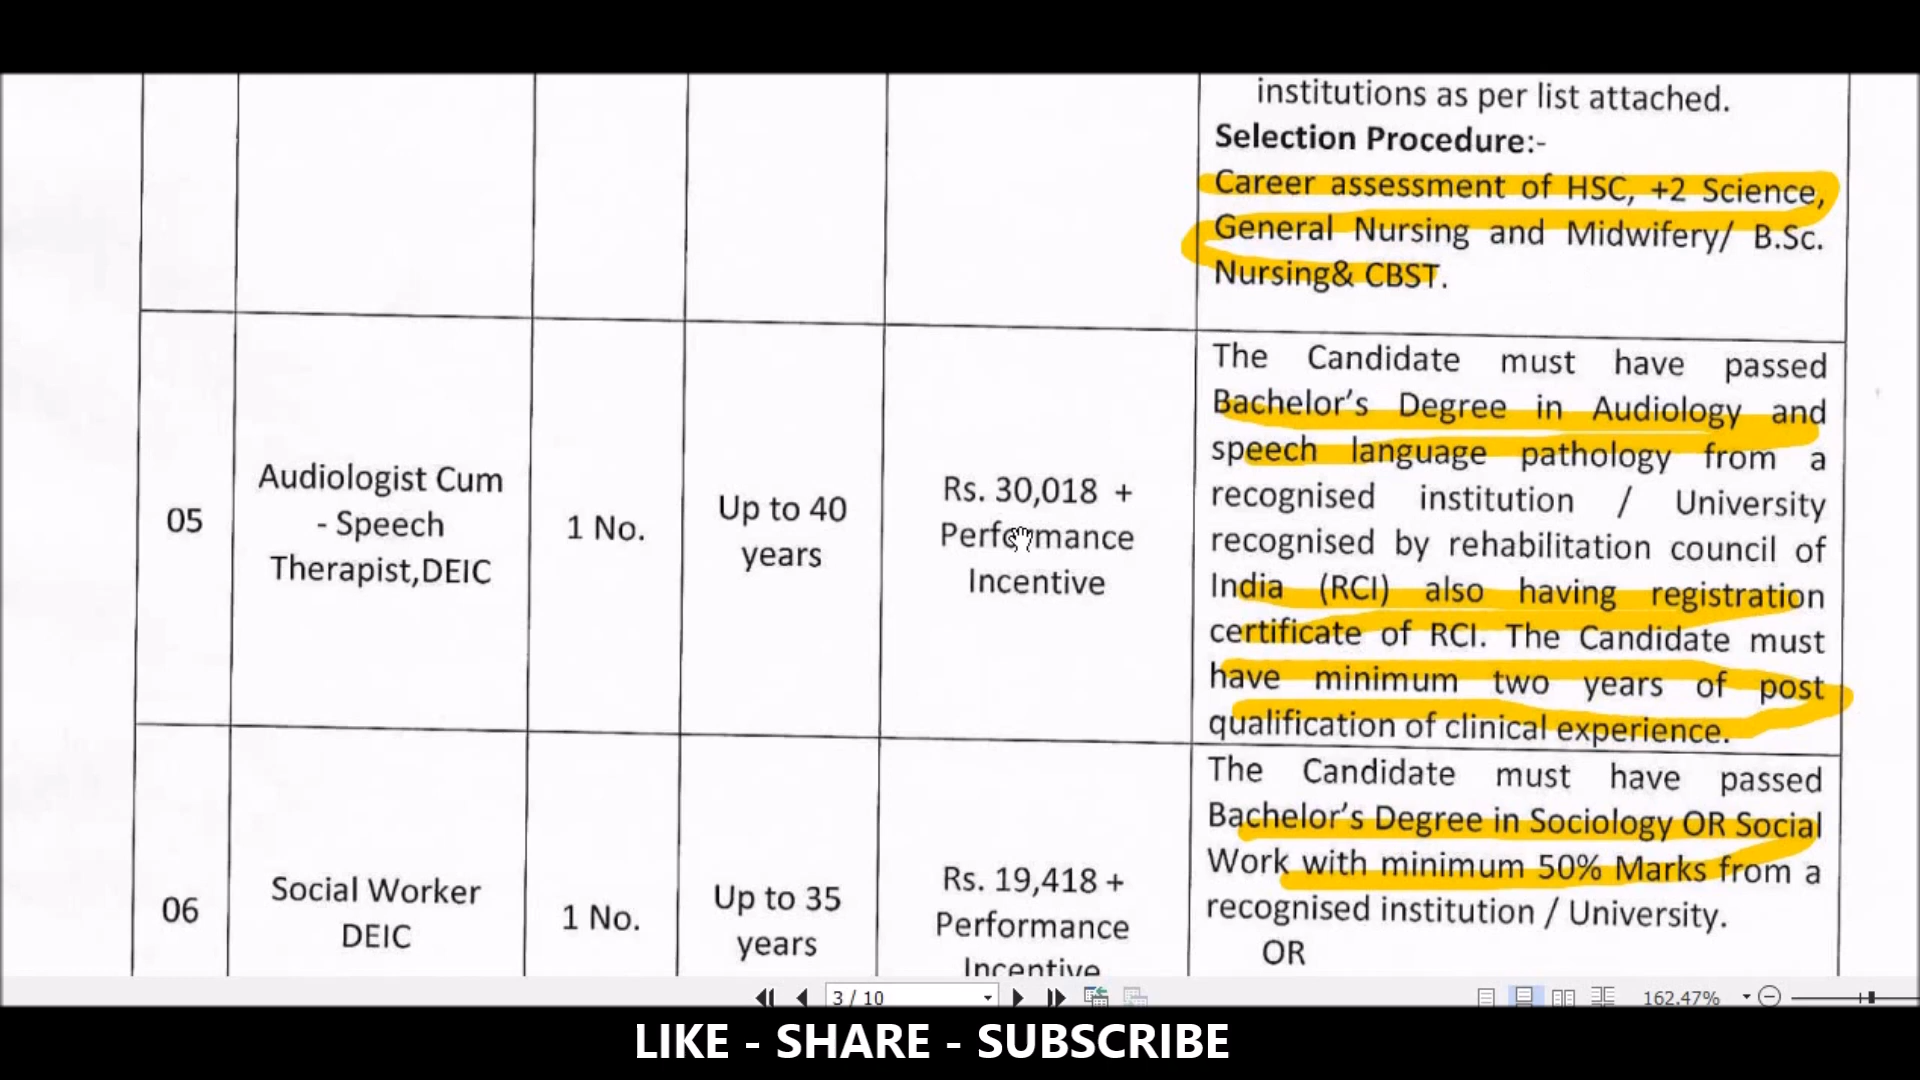 institutions as per list attached.
Selection Procedure:-
Career assessment of HSC, +2 Science,
General Nursing and Midwifery/ B.Sc.
Nursing& CBST.
05
Audiologist Cum
- Speech
Therapist,DEIC
1 No.
Up to 40
years
Rs. 30,018 +
Performance
Incentive
The Candidate must have passed
Bachelor's Degree in Audiology and
speech language pathology from a
recognised institution / University
recognised by rehabilitation council of
India (RCI) also having registration
certificate of RCI. The Candidate must
have minimum two years of post
qualification of clinical experience.
06
Social Worker
DEIC
1 No.
Up to 35
years
Rs. 19,418 +
Performance
Incentive
The Candidate must have passed
Bachelor's Degree in Sociology OR Social
Work with minimum 50% Marks from a
recognised institution / University.
OR
3 / 10
162.47%
LIKE - SHARE - SUBSCRIBE